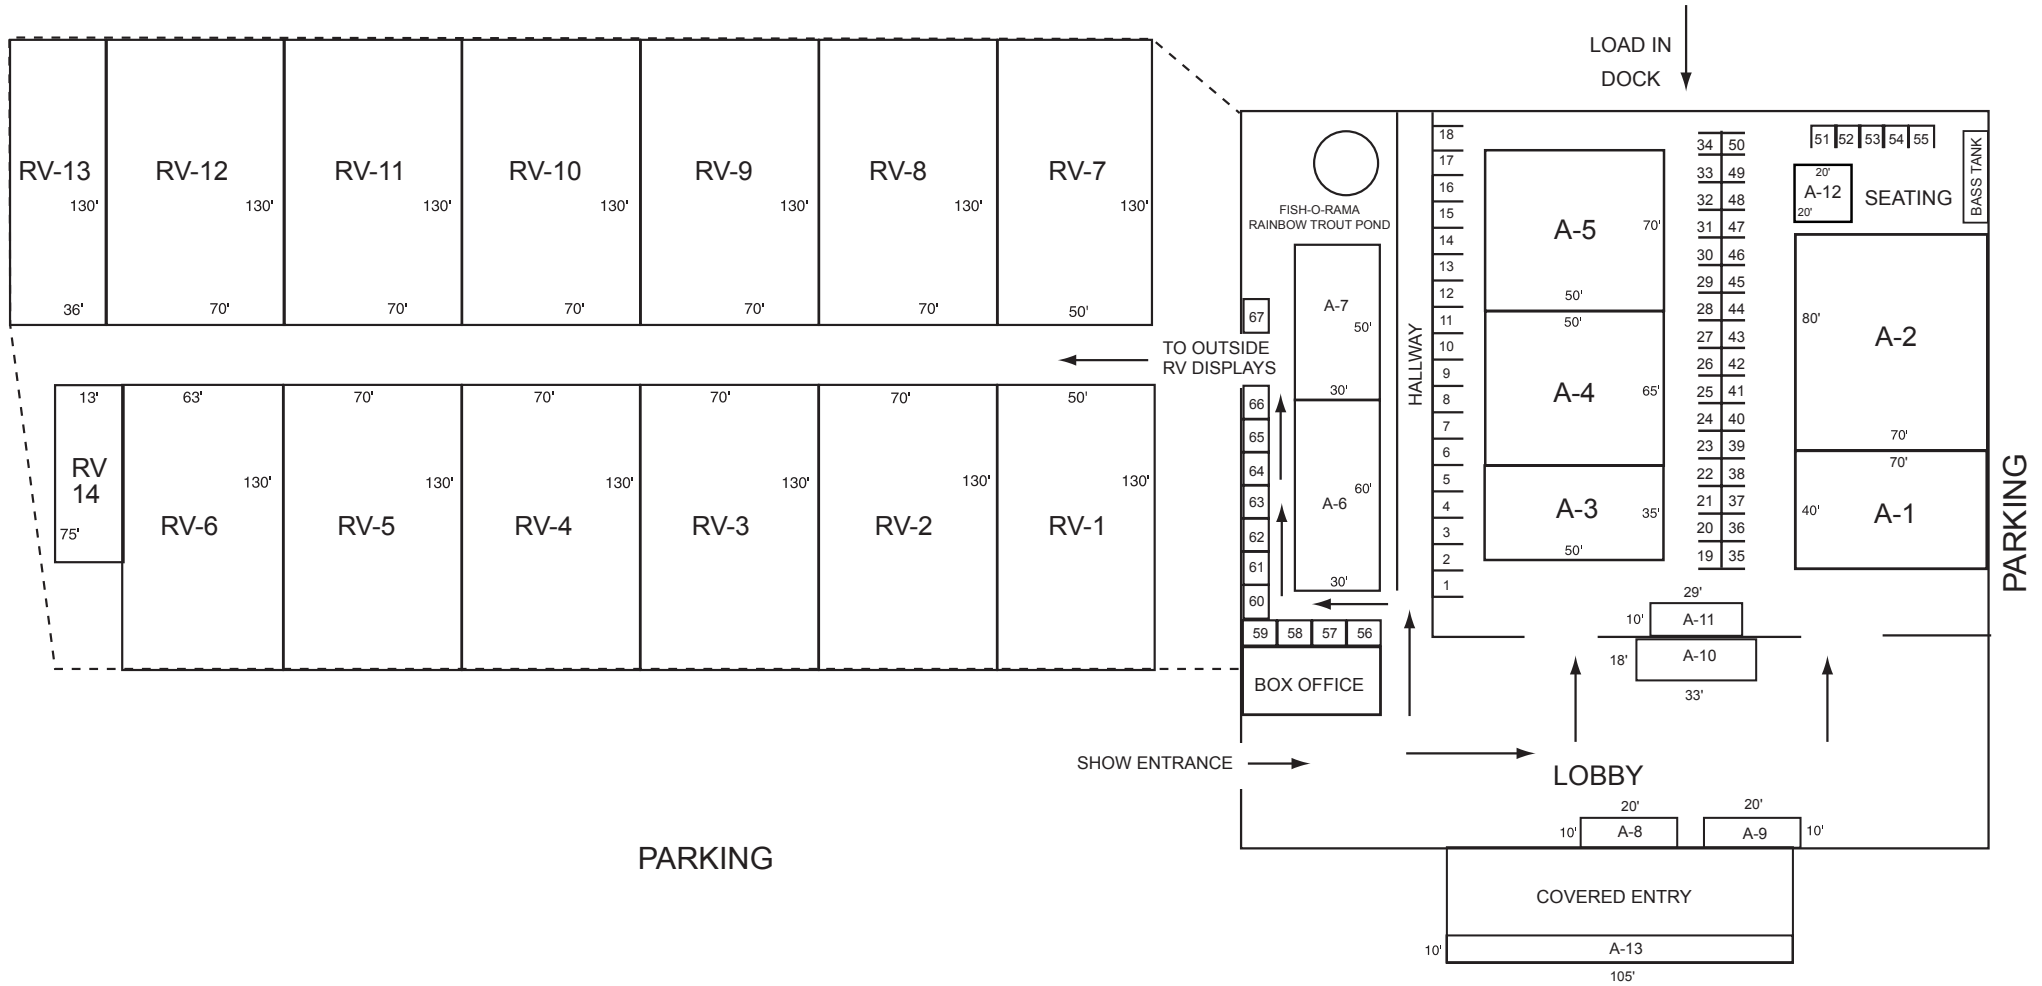 LOAD IN
DOCK
RV-13
130'
36'
RV-12
130'
70'
RV-11
130'
70'
RV-10
130'
70'
RV-9
130'
70'
RV-8
130'
70'
RV-7
130'
50'
TO OUTSIDE
RV DISPLAYS
13'
RV
14
75'
63'
130'
RV-6
70'
130'
RV-5
70'
130'
RV-4
70'
130'
RV-3
70'
130'
RV-2
50'
130'
RV-1
FISH-O-RAMA
RAINBOW TROUT POND
A-7
50'
30'
60'
A-6
30'
67
66
65
64
63
62
61
60
59 58 57 56
BOX OFFICE
HALLWAY
18
17
16
15
14
13
12
11
10
9
8
7
6
5
4
3
2
1
A-5
70'
50'
50'
A-4
65'
A-3
35'
50'
34 50
33 49
32 48
31 47
30 46
29 45
28 44
27 43
26 42
25 41
24 40
23 39
22 38
21 37
20 36
19 35
51 52 53 54 55
20'
A-12
20'
SEATING
BASS TANK
80'
A-2
70'
70'
40'
A-1
PARKING
29'
10'
A-11
18'
A-10
33'
SHOW ENTRANCE
LOBBY
20'
10'
A-8
20'
A-9
10'
PARKING
COVERED ENTRY
10'
A-13
105'